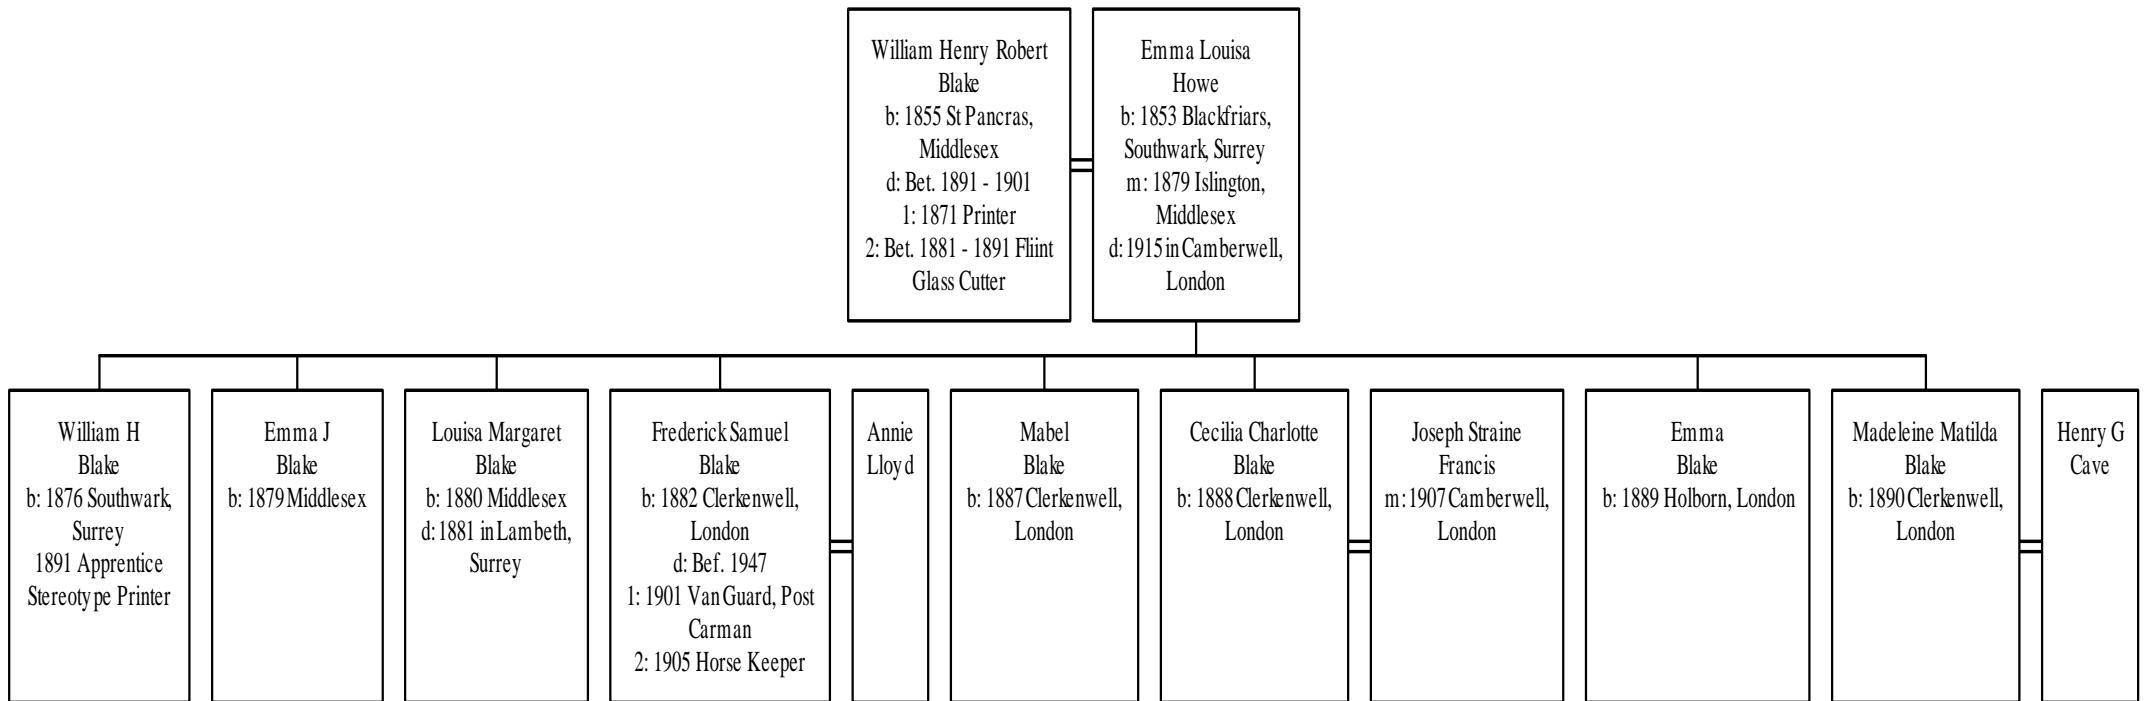 William Henry Robert
Blake
b: 1855 St Pancras,
Middlesex
d: Bet. 1891 - 1901
1: 1871 Printer
2: Bet. 1881 - 1891 Fliint
Glass Cutter
Emma Louisa
Howe
b: 1853 Blackfriars,
Southwark, Surrey
m: 1879 Islington,
Middlesex
d: 1915 in Camberwell,
London
William H
Blake
b: 1876 Southwark,
Surrey
1891 Apprentice
Stereotype Printer
Emma J
Blake
b: 1879 Middlesex
Louisa Margaret
Blake
b: 1880 Middlesex
d: 1881 in Lambeth,
Surrey
Frederick Samuel
Blake
b: 1882 Clerkenwell,
London
d: Bef. 1947
1: 1901 Van Guard, Post
Carman
2: 1905 Horse Keeper
Annie
Lloyd
Mabel
Blake
b: 1887 Clerkenwell,
London
Cecilia Charlotte
Blake
b: 1888 Clerkenwell,
London
Joseph Straine
Francis
m: 1907 Camberwell,
London
Emma
Blake
b: 1889 Holborn, London
Madeleine Matilda
Blake
b: 1890 Clerkenwell,
London
Henry G
Cave